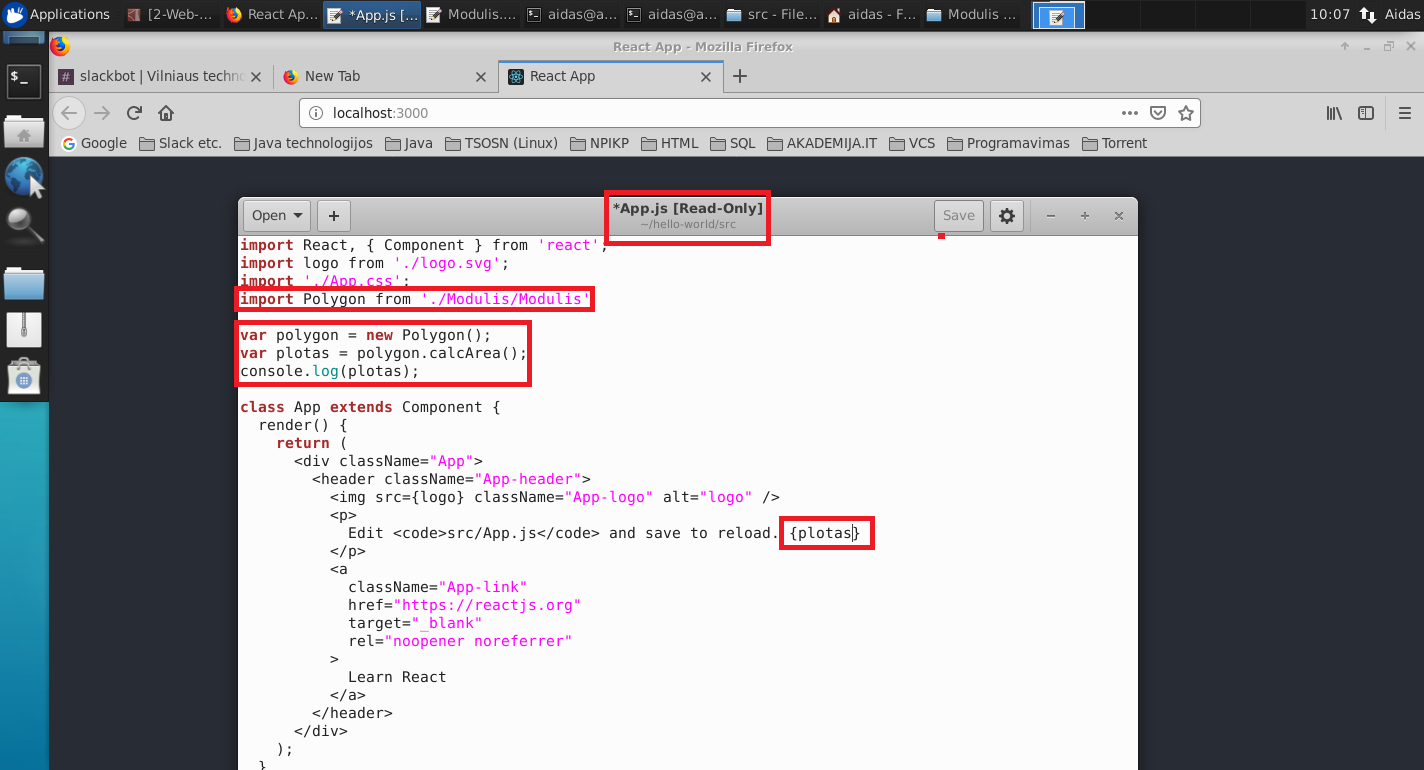 Applications [2-Web-... React Ap... *App.js [... Modulis.... aidas@a... aidas@a... src - File... aidas - F... Modulis ... 10:07 Aidas
React App - Mozilla Firefox
# slackbot | Vilniaus techno New Tab React App
localhost:3000
Google Slack etc. Java technologijos Java TSOSN (Linux) NPIKP HTML SQL AKADEMIJA.IT VCS Programavimas Torrent
Open *App.js [Read-Only] Save
~/hello-world/src
import React, { Component } from 'react';
import logo from './logo.svg';
import './App.css';
import Polygon from './Modulis/Modulis'
var polygon = new Polygon();
var plotas = polygon.calcArea();
console.log(plotas);
class App extends Component {
render() {
return (
<div className="App">
<header className="App-header">
<img src={logo} className="App-logo" alt="logo" />
<p>
Edit <code>src/App.js</code> and save to reload. {plotas}
</p>
<a
className="App-link"
href="https://reactjs.org"
target="_blank"
rel="noopener noreferrer"
>
Learn React
</a>
</header>
</div>
);
}